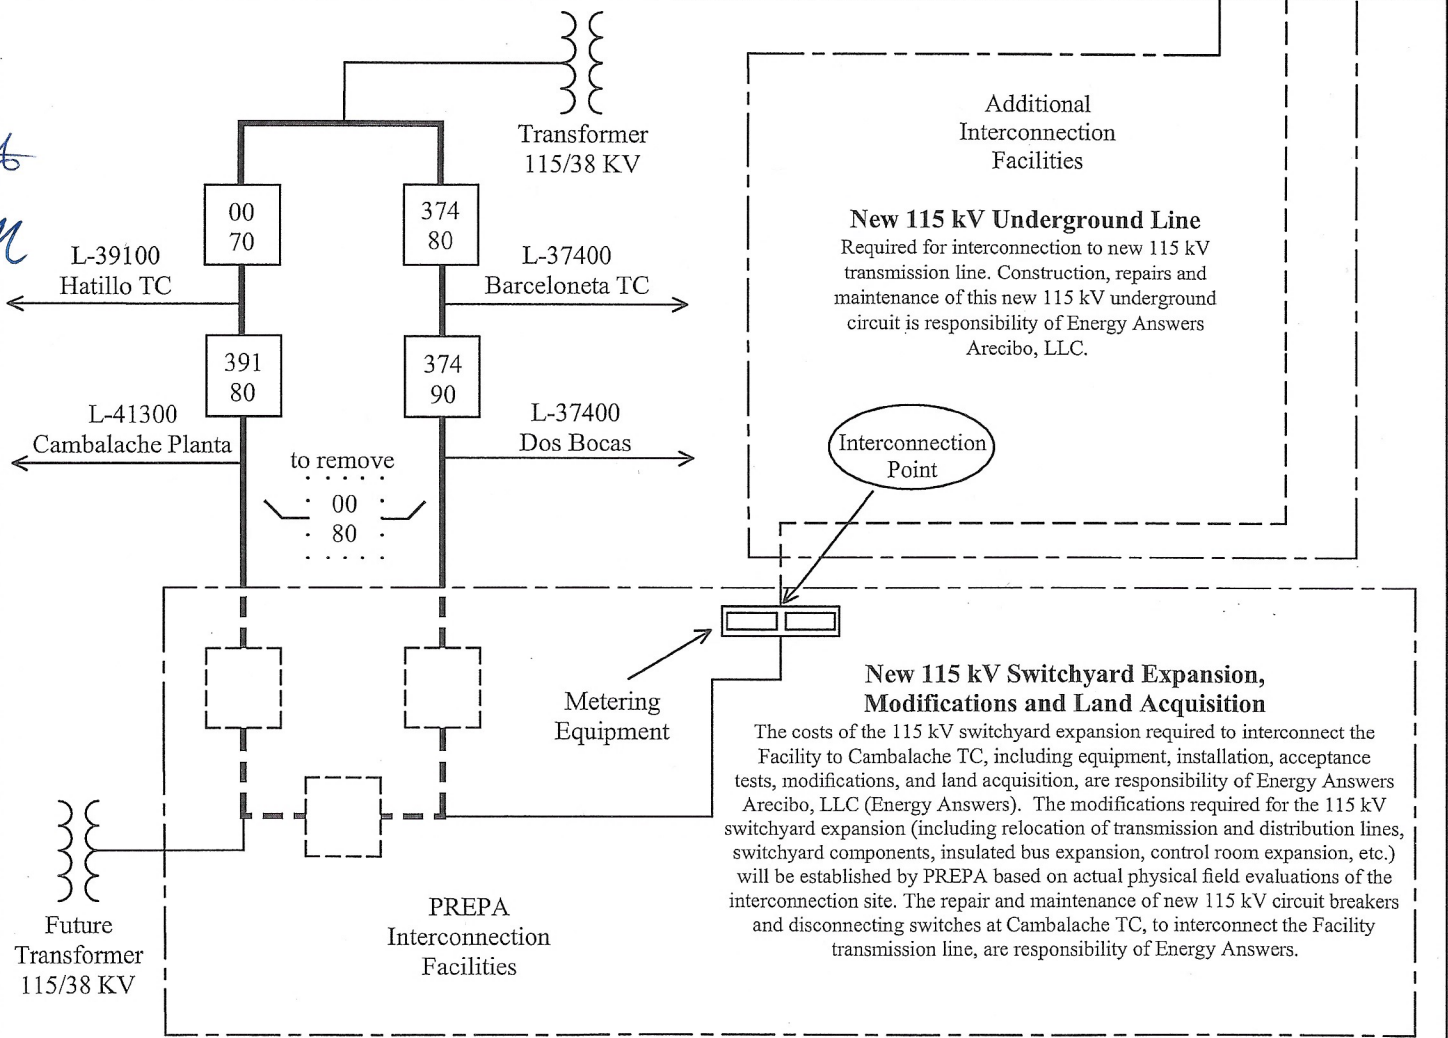 Transformer
115/38 KV
00
70
374
80
L-39100
Hatillo TC
L-37400
Barceloneta TC
391
80
374
90
L-41300
Cambalache Planta
L-37400
Dos Bocas
to remove
00
80
Additional
Interconnection
Facilities
New 115 kV Underground Line
Required for interconnection to new 115 kV
transmission line. Construction, repairs and
maintenance of this new 115 kV underground
circuit is responsibility of Energy Answers
Arecibo, LLC.
Interconnection
Point
Metering
Equipment
New 115 kV Switchyard Expansion,
Modifications and Land Acquisition
The costs of the 115 kV switchyard expansion required to interconnect the
Facility to Cambalache TC, including equipment, installation, acceptance
tests, modifications, and land acquisition, are responsibility of Energy Answers
Arecibo, LLC (Energy Answers). The modifications required for the 115 kV
switchyard expansion (including relocation of transmission and distribution lines,
switchyard components, insulated bus expansion, control room expansion, etc.)
will be established by PREPA based on actual physical field evaluations of the
interconnection site. The repair and maintenance of new 115 kV circuit breakers
and disconnecting switches at Cambalache TC, to interconnect the Facility
transmission line, are responsibility of Energy Answers.
Future
Transformer
115/38 KV
PREPA
Interconnection
Facilities